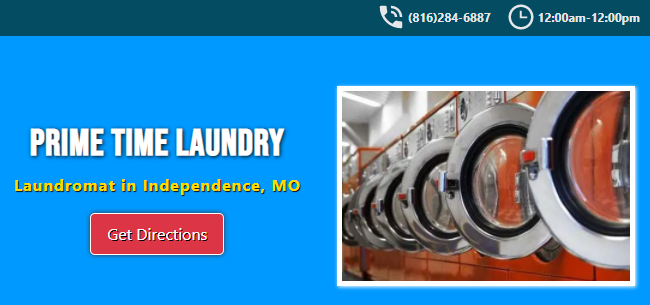 (816)284-6887 12:00am-12:00pm
PRIME TIME LAUNDRY
Laundromat in Independence, MO
Get Directions